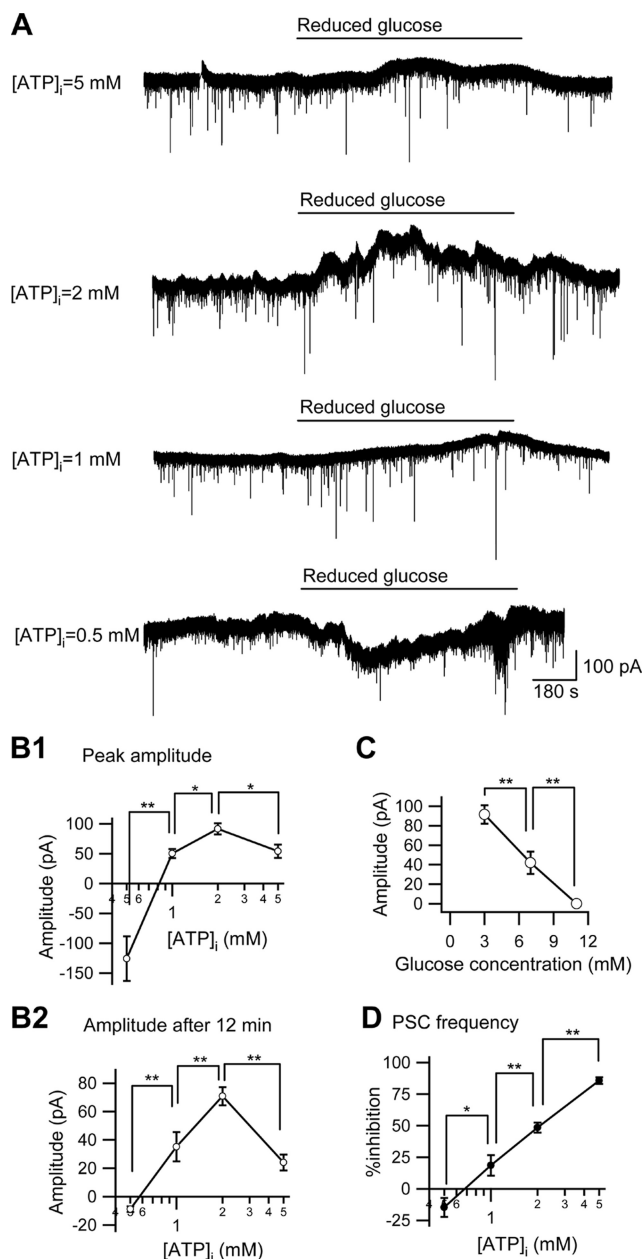 A
Reduced glucose
[ATP]i=5 mM
Reduced glucose
[ATP]i=2 mM
Reduced glucose
[ATP]i=1 mM
Reduced glucose
[ATP]i=0.5 mM
100 pA
180 s
B1 Peak amplitude
** * *
100
50
0
-50
-100
-150
Amplitude (pA)
4 5 6 1 2 3 4 5
[ATP]i (mM)
C
** **
100
80
60
40
20
0
Amplitude (pA)
0 3 6 9 12
Glucose concentration (mM)
B2 Amplitude after 12 min
** ** **
80
60
40
20
0
-20
Amplitude (pA)
4 5 6 1 2 3 4 5
[ATP]i (mM)
D PSC frequency
* ** **
100
75
50
25
0
-25
%inhibition
4 5 6 1 2 3 4 5
[ATP]i (mM)